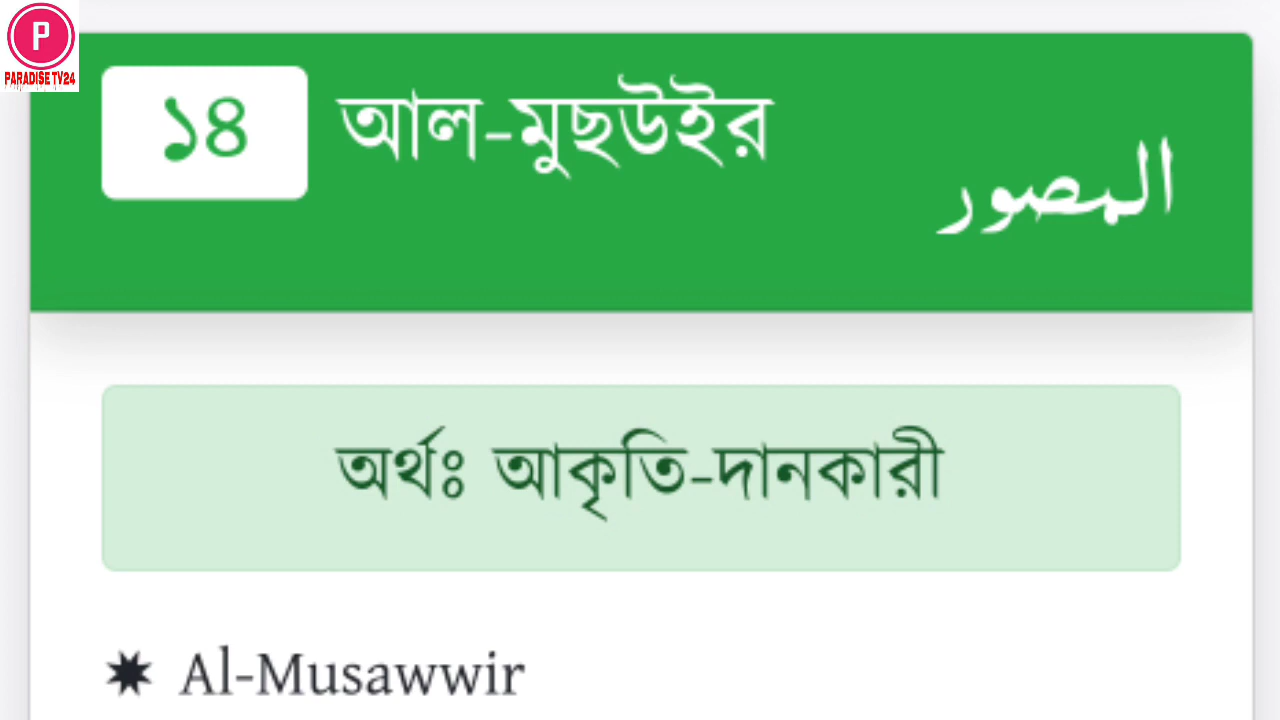 P
PARADISE TV24
১৪ আল-মুছউইর
المصور
অর্থঃ আকৃতি-দানকারী
✸ Al-Musawwir